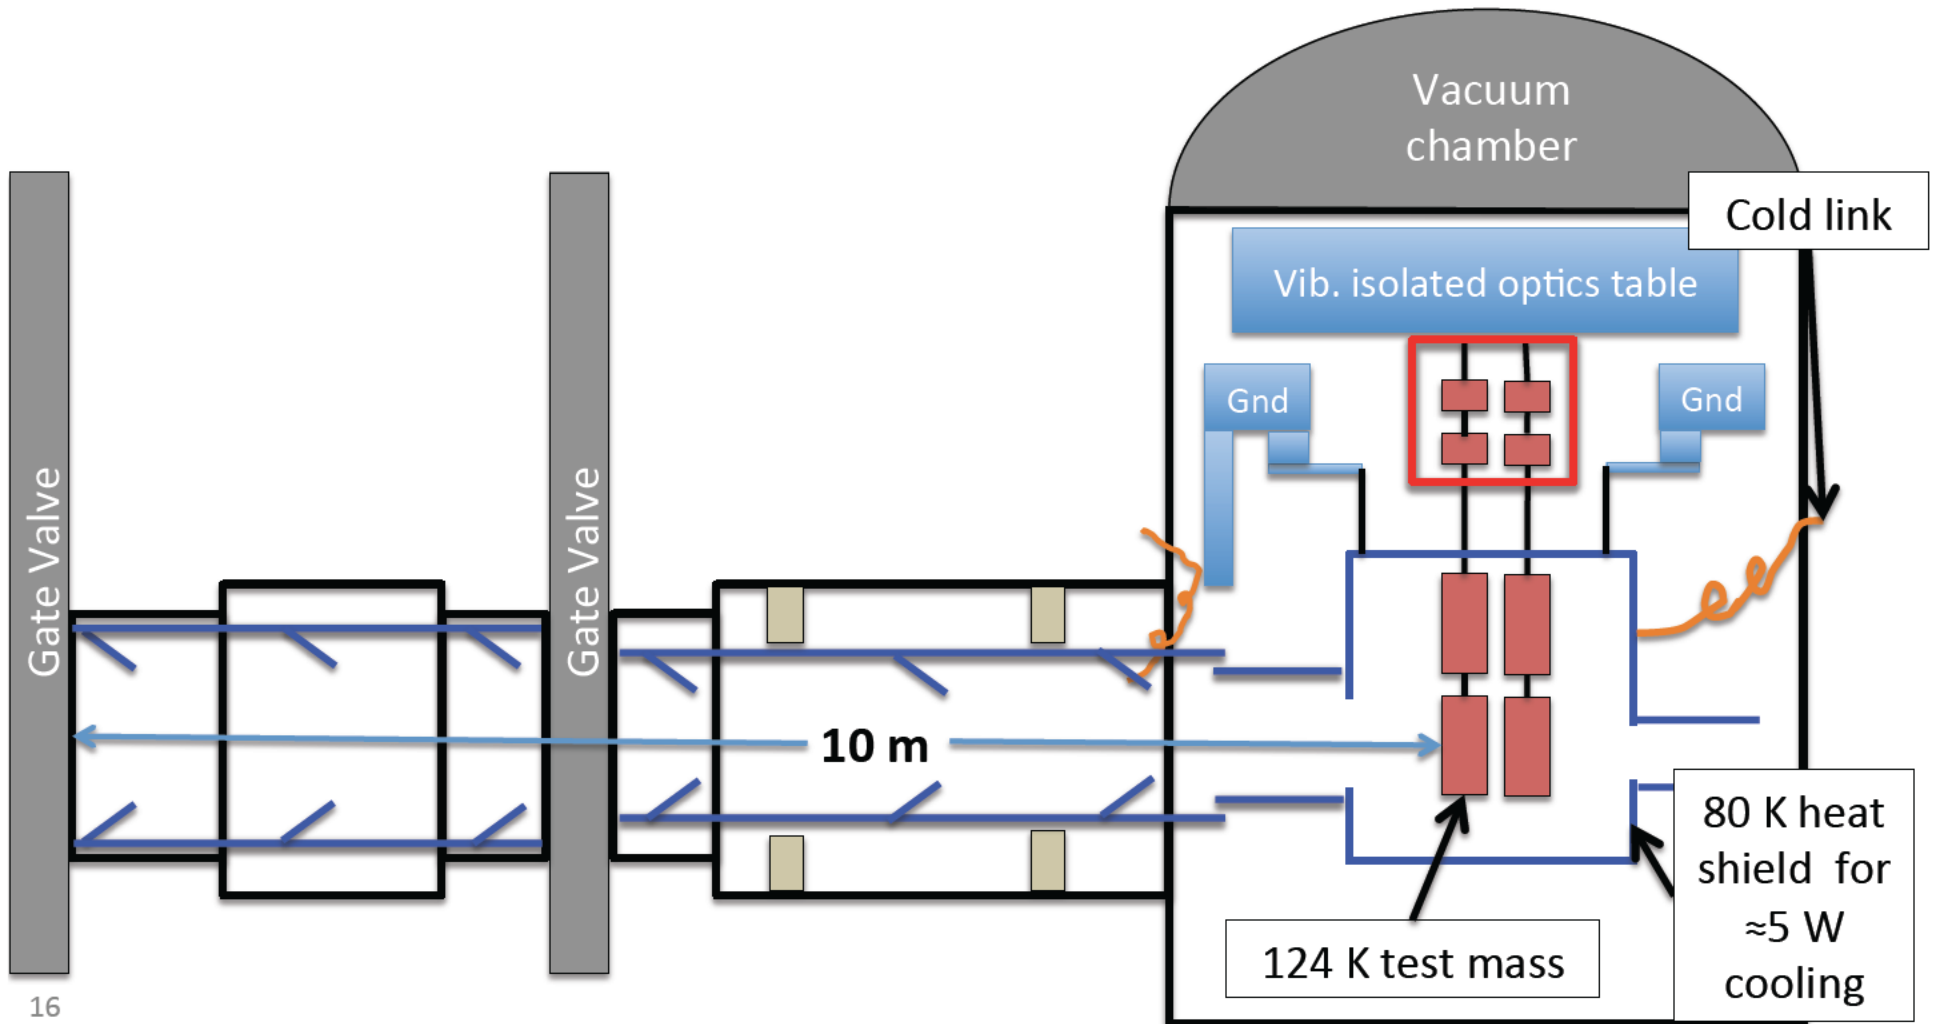 Vacuum
chamber
Cold link
Vib. isolated optics table
Gnd
Gnd
Gate Valve
Gate Valve
10 m
80 K heat
shield for
≈5 W
cooling
124 K test mass
16